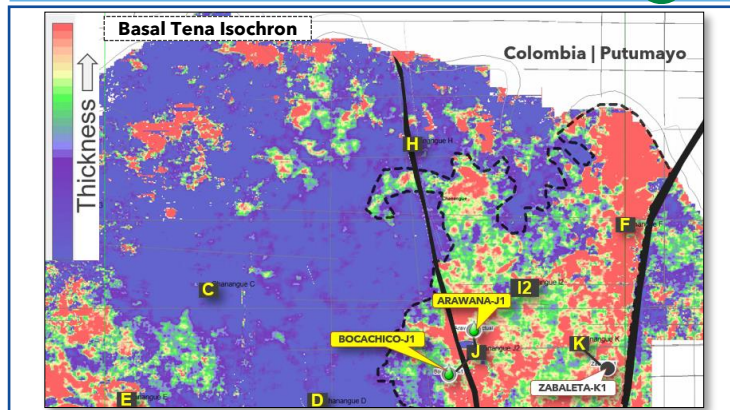 Basal Tena Isochron
Colombia | Putumayo
Thickness
H
F
C
I2
ARAWANA-J1
BOCACHICO-J1
J
K
ZABALETA-K1
E
D